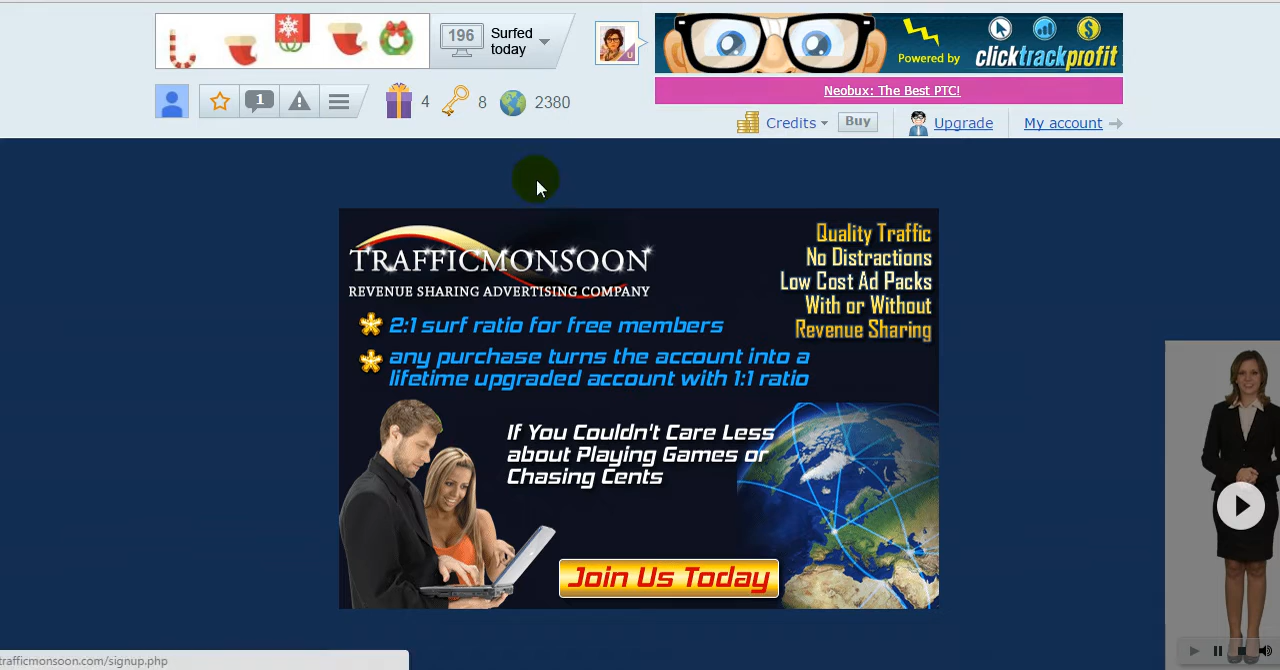 196
Surfed
today
Powered by
clicktrackprofit
Neobux: The Best PTC!
1
4
8
2380
Credits
Buy
Upgrade
My account
TRAFFICMONSOON
REVENUE SHARING ADVERTISING COMPANY
Quality Traffic
No Distractions
Low Cost Ad Packs
With or Without
Revenue Sharing
2:1 surf ratio for free members
any purchase turns the account into a
lifetime upgraded account with 1:1 ratio
If You Couldn't Care Less
about Playing Games or
Chasing Cents
Join Us Today
trafficmonsoon.com/signup.php